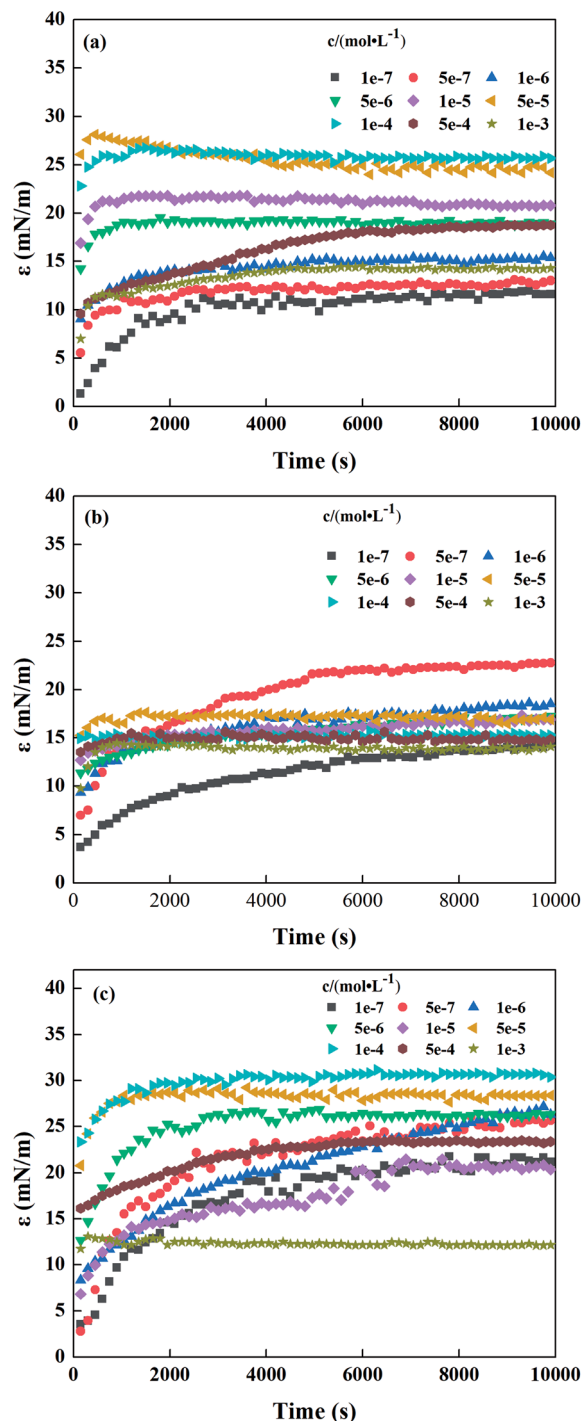 (a)
c/(mol•L-1)
1e-7 5e-7 1e-6
5e-6 1e-5 5e-5
1e-4 5e-4 1e-3
40
35
30
25
20
15
10
5
0
ε (mN/m)
0 2000 4000 6000 8000 10000
Time (s)
(b)
c/(mol•L-1)
1e-7 5e-7 1e-6
5e-6 1e-5 5e-5
1e-4 5e-4 1e-3
40
35
30
25
20
15
10
5
0
ε (mN/m)
0 2000 4000 6000 8000 10000
Time (s)
(c)
c/(mol•L-1)
1e-7 5e-7 1e-6
5e-6 1e-5 5e-5
1e-4 5e-4 1e-3
40
35
30
25
20
15
10
5
0
ε (mN/m)
0 2000 4000 6000 8000 10000
Time (s)